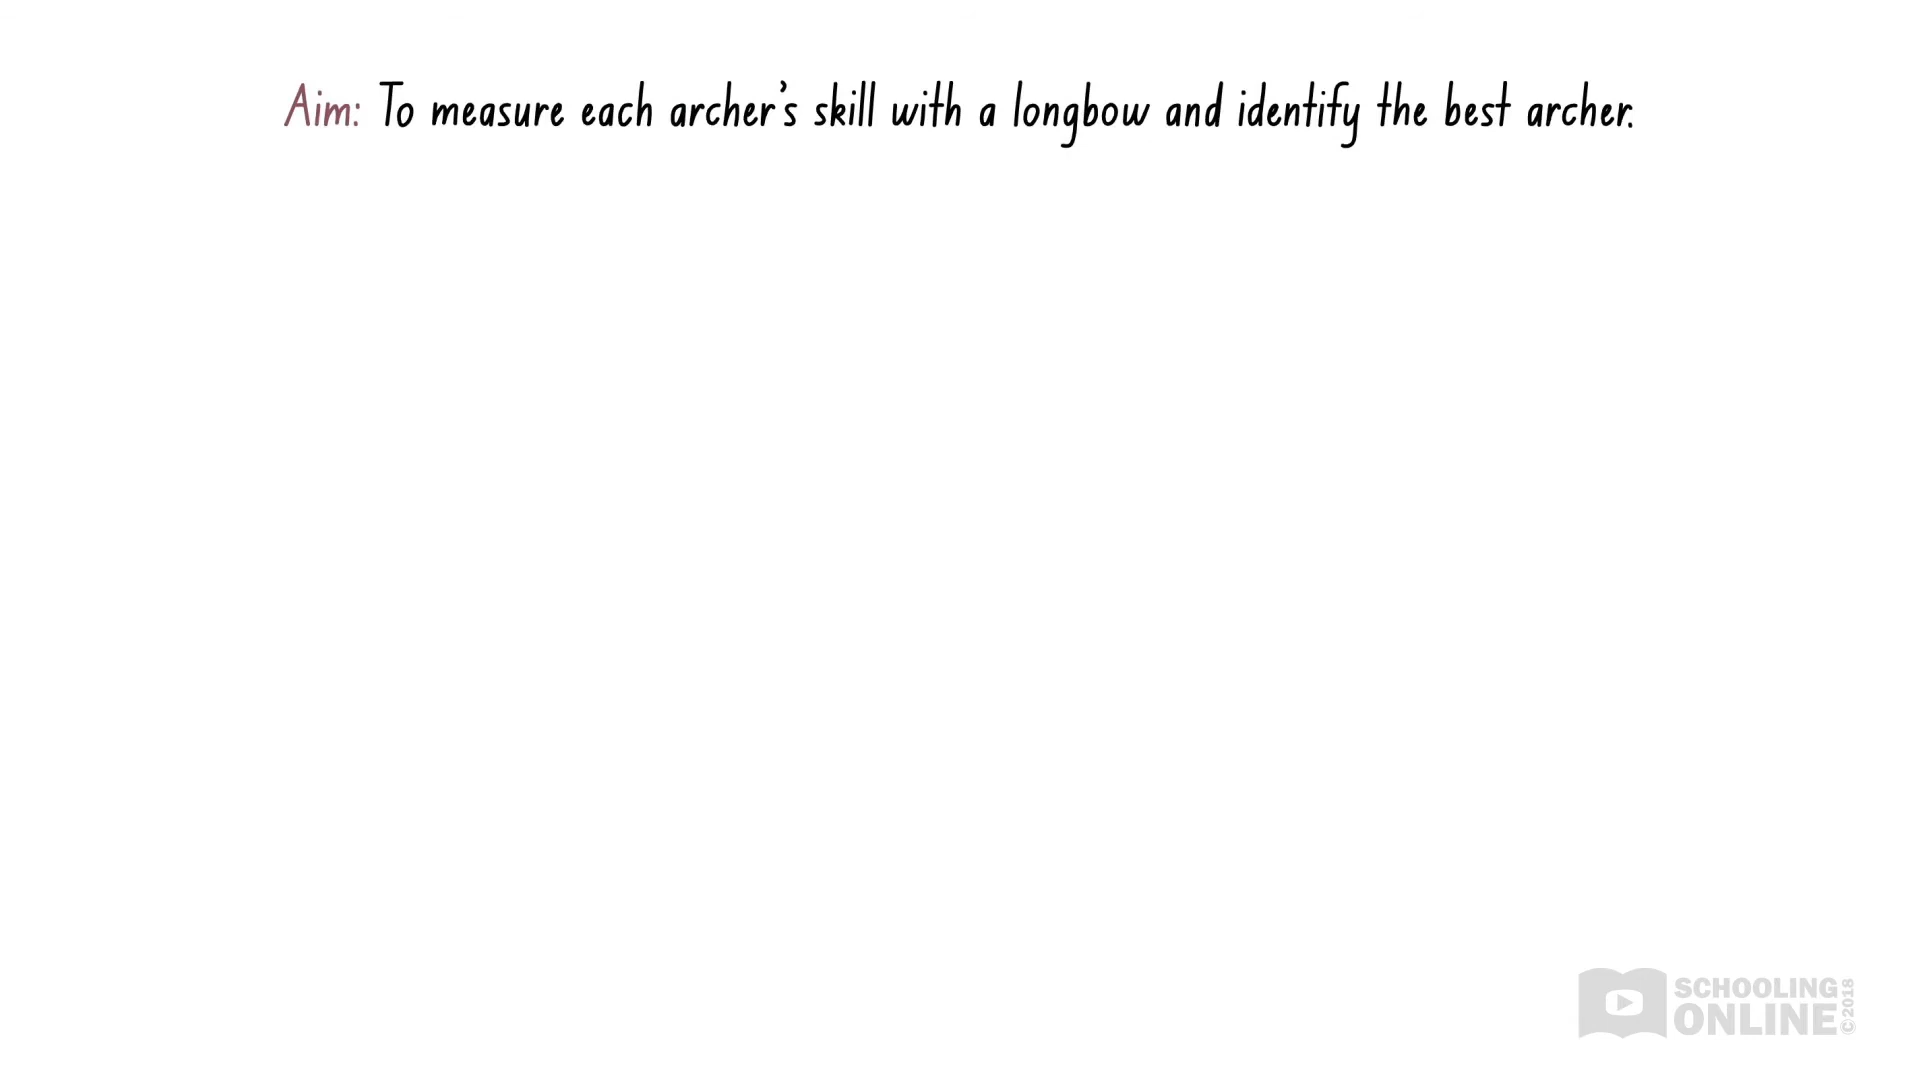 Aim: To measure each archer's skill with a longbow and identify the best archer.
SCHOOLING
ONLINE
©2018